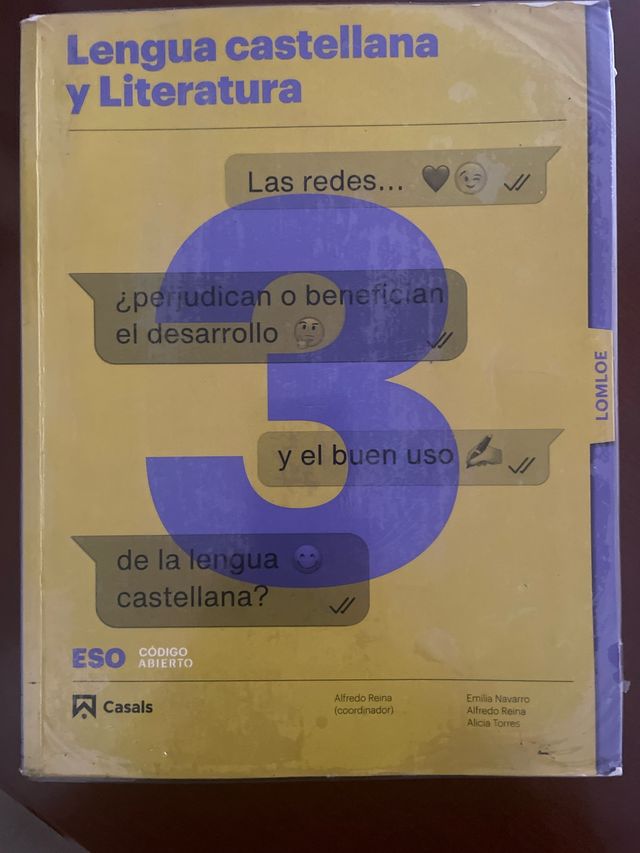 Lengua castellana
y Literatura
Las redes...
¿perjudican o benefician
el desarrollo
y el buen uso
de la lengua
castellana?
3
LOMLOE
ESO
CÓDIGO
ABIERTO
Casals
Alfredo Reina
(coordinador)
Emilia Navarro
Alfredo Reina
Alicia Torres